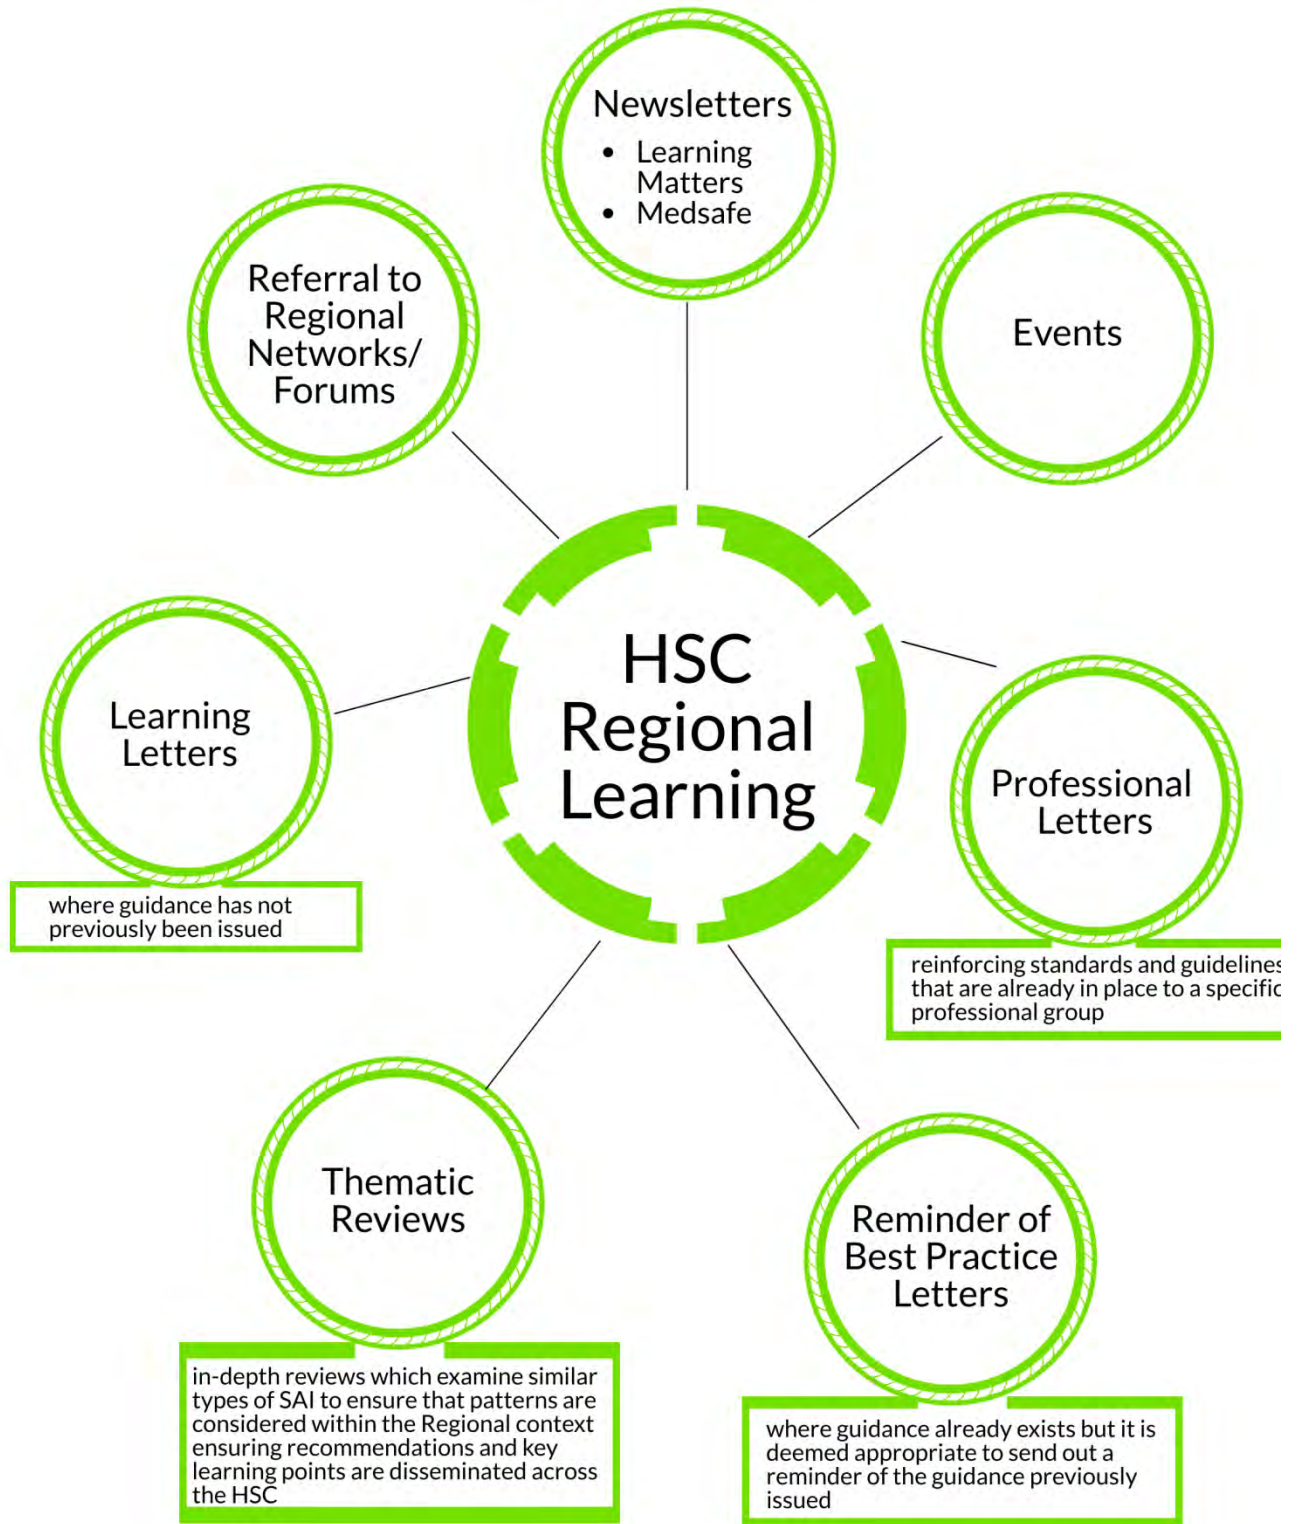 Newsletters
• Learning
Matters
• Medsafe
Referral to
Regional
Networks/
Forums
Events
HSC
Regional
Learning
Learning
Letters
where guidance has not
previously been issued
Professional
Letters
reinforcing standards and guidelines
that are already in place to a specific
professional group
Thematic
Reviews
in-depth reviews which examine similar
types of SAI to ensure that patterns are
considered within the Regional context
ensuring recommendations and key
learning points are disseminated across
the HSC
Reminder of
Best Practice
Letters
where guidance already exists but it is
deemed appropriate to send out a
reminder of the guidance previously
issued